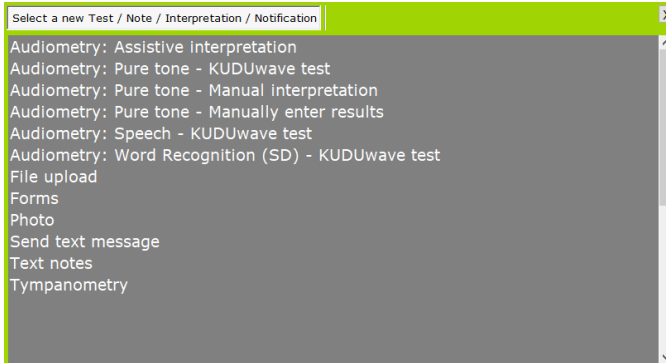 Select a new Test / Note / Interpretation / Notification
Audiometry: Assistive interpretation
Audiometry: Pure tone - KUDUwave test
Audiometry: Pure tone - Manual interpretation
Audiometry: Pure tone - Manually enter results
Audiometry: Speech - KUDUwave test
Audiometry: Word Recognition (SD) - KUDUwave test
File upload
Forms
Photo
Send text message
Text notes
Tympanometry